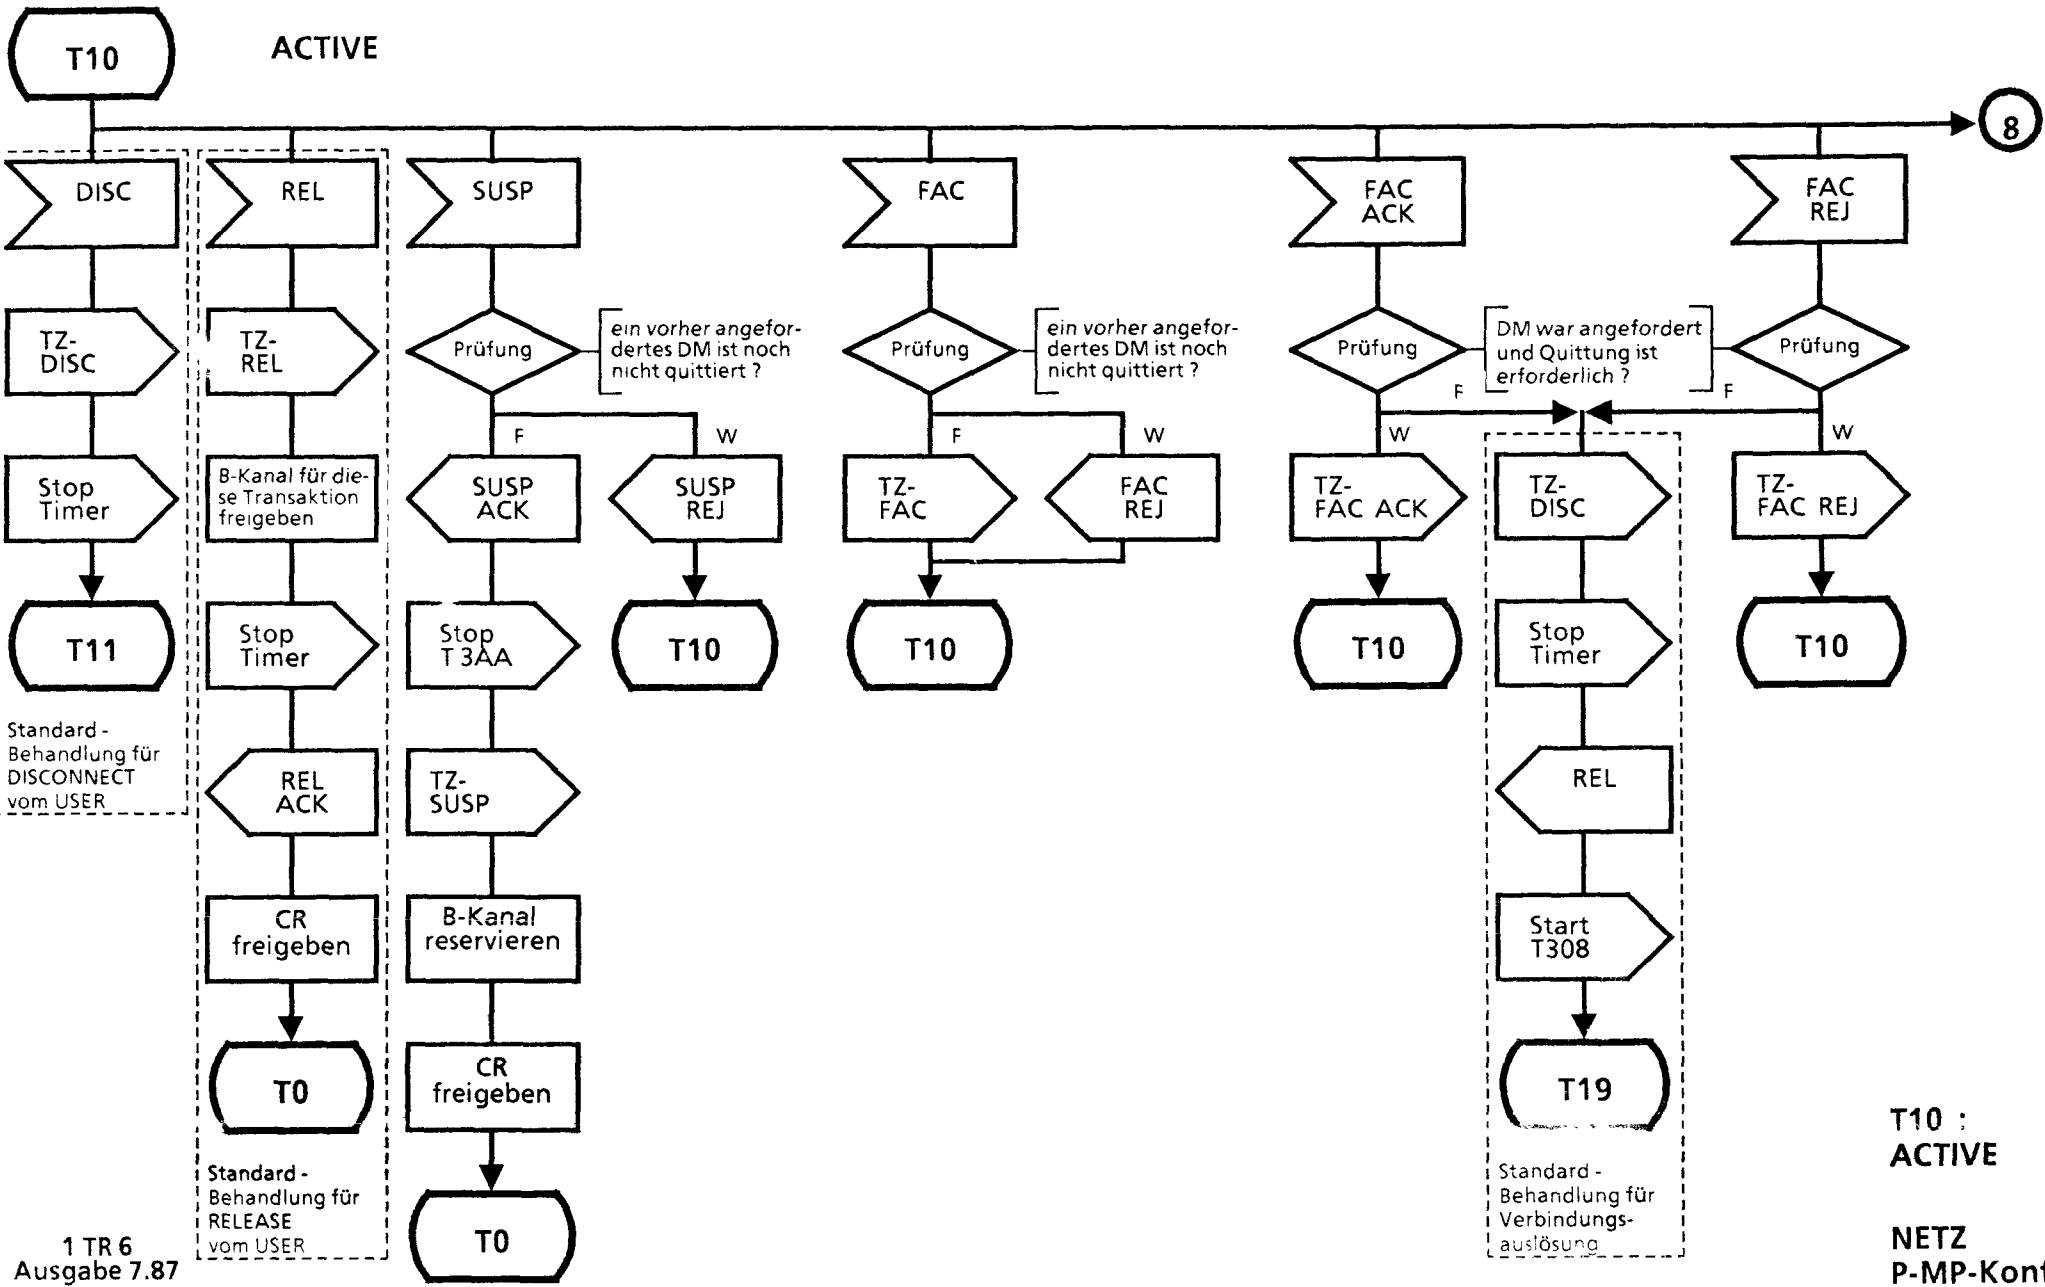 T10
ACTIVE
8
DISC
REL
SUSP
FAC
FAC
ACK
FAC
REJ
TZ-
DISC
TZ-
REL
Prüfung
ein vorher angefor-
dertes DM ist noch
nicht quittiert ?
Prüfung
ein vorher angefor-
dertes DM ist noch
nicht quittiert ?
Prüfung
DM war angefordert
und Quittung ist
erforderlich ?
Prüfung
F
W
F
W
F
W
F
W
Stop
Timer
B-Kanal für die-
se Transaktion
freigeben
SUSP
ACK
SUSP
REJ
TZ-
FAC
FAC
REJ
TZ-
FAC ACK
TZ-
DISC
TZ-
FAC REJ
T11
Stop
Timer
Stop
T3AA
T10
T10
T10
Stop
Timer
T10
Standard -
Behandlung für
DISCONNECT
vom USER
REL
ACK
TZ-
SUSP
REL
CR
freigeben
B-Kanal
reservieren
Start
T308
T0
CR
freigeben
T19
Standard -
Behandlung für
RELEASE
vom USER
T0
Standard -
Behandlung für
Verbindungs-
auslösung
T10 :
ACTIVE
NETZ
1 TR 6
Ausgabe 7.87